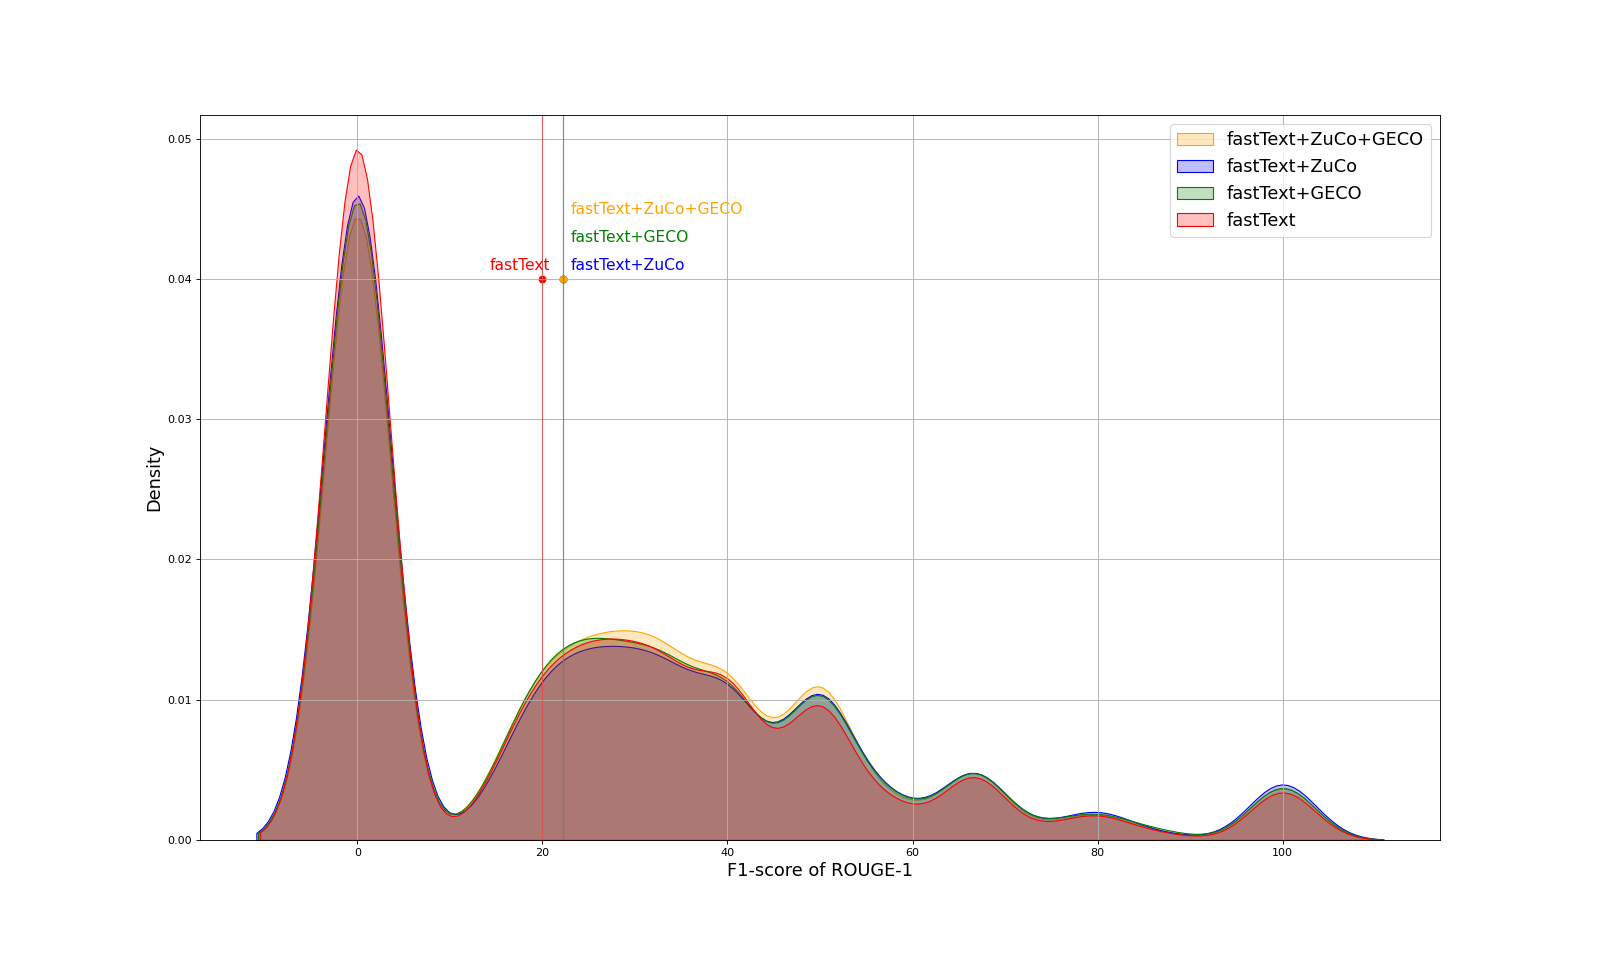 0.05
0.04
0.03
0.02
0.01
0.00
Density
fastText+ZuCo+GECO
fastText+GECO
fastText
fastText+ZuCo
fastText+ZuCo+GECO
fastText+ZuCo
fastText+GECO
fastText
0
20
40
60
80
100
F1-score of ROUGE-1